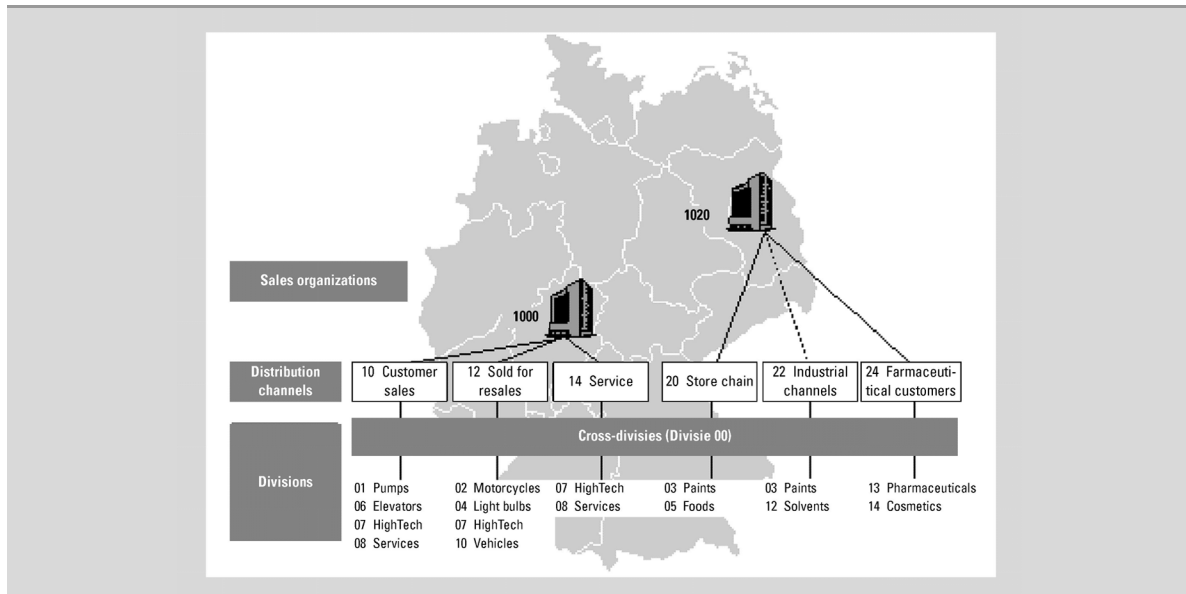 1020
Sales organizations
1000
Distribution
channels
10 Customer
sales
12 Sold for
resales
14 Service
20 Store chain
22 Industrial
channels
24 Farmaceuti-
tical customers
Cross-divisies (Divisie 00)
Divisions
01 Pumps
06 Elevators
07 HighTech
08 Services
02 Motorcycles
04 Light bulbs
07 HighTech
10 Vehicles
07 HighTech
08 Services
03 Paints
05 Foods
03 Paints
12 Solvents
13 Pharmaceuticals
14 Cosmetics